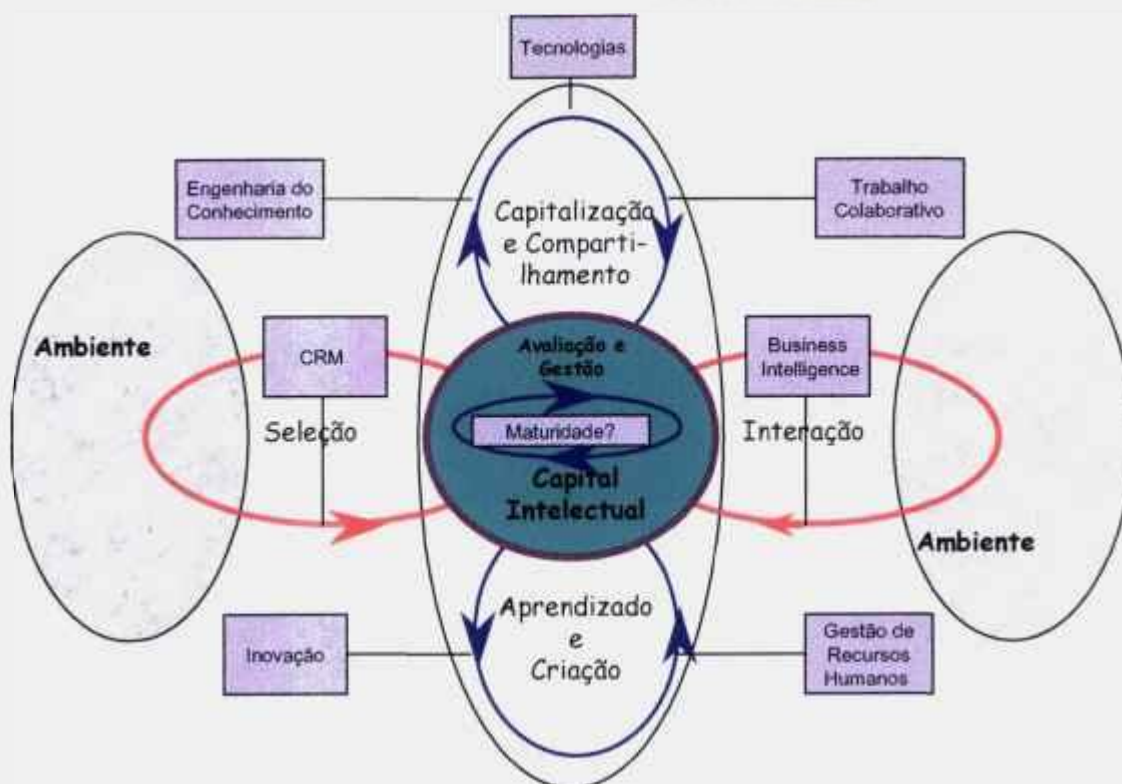 Tecnologias
Engenharia do
Conhecimento
Trabalho
Colaborativo
Capitalização
e Comparti-
lhamento
Ambiente
CRM
Seleção
Avaliação e
Gestão
Maturidade?
Capital
Intelectual
Business
Intelligence
Interação
Ambiente
Inovação
Aprendizado
e
Criação
Gestão de
Recursos
Humanos